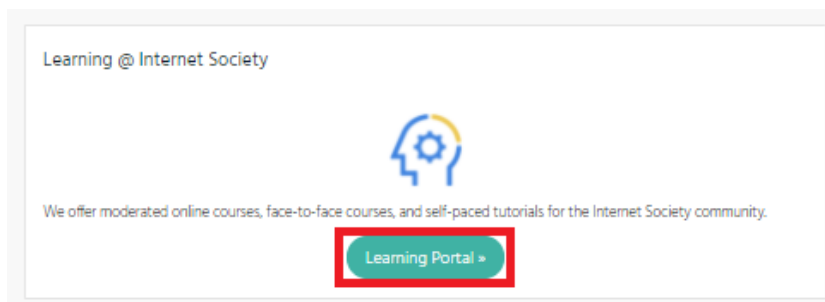 Learning @ Internet Society
We offer moderated online courses, face-to-face courses, and self-paced tutorials for the Internet Society community.
Learning Portal »